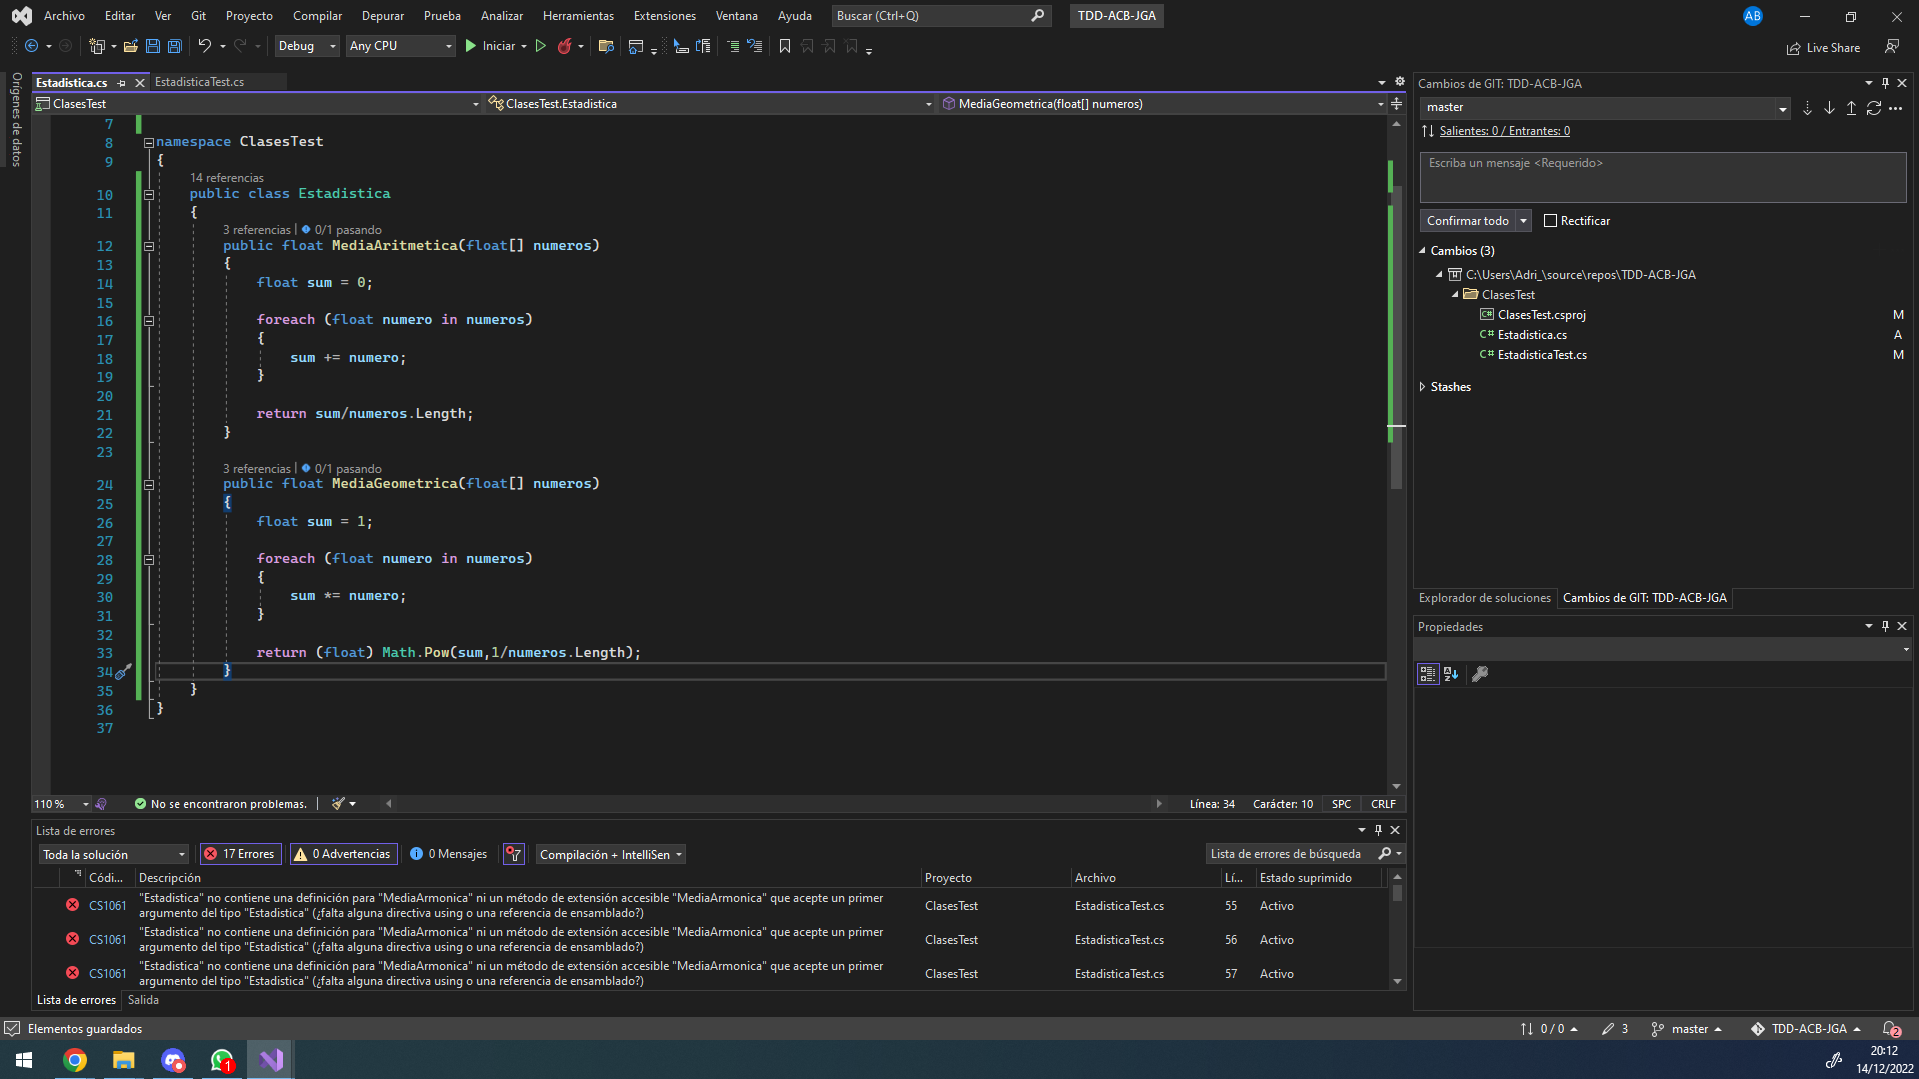 Archivo Editar Ver Git Proyecto Compilar Depurar Prueba Analizar Herramientas Extensiones Ventana Ayuda Buscar (Ctrl+Q) TDD-ACB-JGA AB
Debug Any CPU Iniciar Live Share
Orígenes de datos
Estadistica.cs EstadisticaTest.cs
ClasesTest ClasesTest.Estadistica MediaGeometrica(float[] numeros)
7
8 namespace ClasesTest
9 {
14 referencias
10 public class Estadistica
11 {
3 referencias | 0/1 pasando
12 public float MediaAritmetica(float[] numeros)
13 {
14 float sum = 0;
15
16 foreach (float numero in numeros)
17 {
18 sum += numero;
19 }
20
21 return sum/numeros.Length;
22 }
23
3 referencias | 0/1 pasando
24 public float MediaGeometrica(float[] numeros)
25 {
26 float sum = 1;
27
28 foreach (float numero in numeros)
29 {
30 sum *= numero;
31 }
32
33 return (float) Math.Pow(sum,1/numeros.Length);
34 }
35 }
36 }
37
110 % No se encontraron problemas. Línea: 34 Carácter: 10 SPC CRLF
Lista de errores
Toda la solución 17 Errores 0 Advertencias 0 Mensajes Compilación + IntelliSen Lista de errores de búsqueda
Códi... Descripción Proyecto Archivo Lí... Estado suprimido
CS1061 "Estadistica" no contiene una definición para "MediaArmonica" ni un método de extensión accesible "MediaArmonica" que acepte un primer
argumento del tipo "Estadistica" (¿falta alguna directiva using o una referencia de ensamblado?) ClasesTest EstadisticaTest.cs 55 Activo
CS1061 "Estadistica" no contiene una definición para "MediaArmonica" ni un método de extensión accesible "MediaArmonica" que acepte un primer
argumento del tipo "Estadistica" (¿falta alguna directiva using o una referencia de ensamblado?) ClasesTest EstadisticaTest.cs 56 Activo
CS1061 "Estadistica" no contiene una definición para "MediaArmonica" ni un método de extensión accesible "MediaArmonica" que acepte un primer
argumento del tipo "Estadistica" (¿falta alguna directiva using o una referencia de ensamblado?) ClasesTest EstadisticaTest.cs 57 Activo
Lista de errores Salida
Cambios de GIT: TDD-ACB-JGA
master
Salientes: 0 / Entrantes: 0
Escriba un mensaje <Requerido>
Confirmar todo Rectificar
Cambios (3)
C:\Users\Adri_\source\repos\TDD-ACB-JGA
ClasesTest
C# ClasesTest.csproj M
C# Estadistica.cs A
C# EstadisticaTest.cs M
Stashes
Explorador de soluciones Cambios de GIT: TDD-ACB-JGA
Propiedades
Elementos guardados 0 / 0 3 master TDD-ACB-JGA 2
1 20:12
14/12/2022